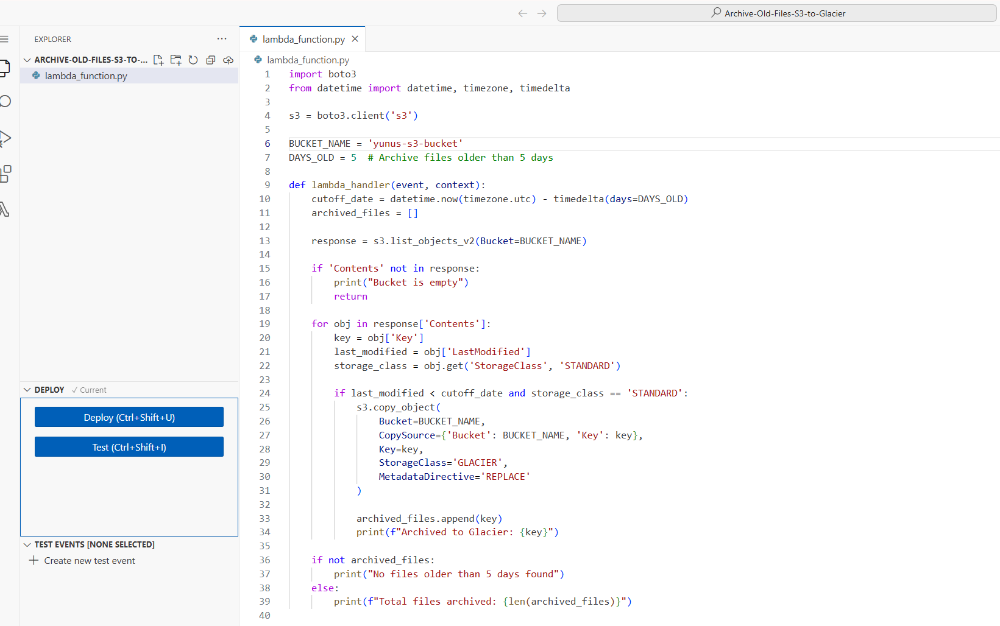 Archive-Old-Files-S3-to-Glacier
EXPLORER
ARCHIVE-OLD-FILES-S3-TO-...
lambda_function.py
DEPLOY ✓ Current
Deploy (Ctrl+Shift+U)
Test (Ctrl+Shift+I)
TEST EVENTS [NONE SELECTED]
Create new test event
lambda_function.py
lambda_function.py
1 import boto3
2 from datetime import datetime, timezone, timedelta
3
4 s3 = boto3.client('s3')
5
6 BUCKET_NAME = 'yunus-s3-bucket'
7 DAYS_OLD = 5  # Archive files older than 5 days
8
9 def lambda_handler(event, context):
10     cutoff_date = datetime.now(timezone.utc) - timedelta(days=DAYS_OLD)
11     archived_files = []
12
13     response = s3.list_objects_v2(Bucket=BUCKET_NAME)
14
15     if 'Contents' not in response:
16         print("Bucket is empty")
17         return
18
19     for obj in response['Contents']:
20         key = obj['Key']
21         last_modified = obj['LastModified']
22         storage_class = obj.get('StorageClass', 'STANDARD')
23
24         if last_modified < cutoff_date and storage_class == 'STANDARD':
25             s3.copy_object(
26                 Bucket=BUCKET_NAME,
27                 CopySource={'Bucket': BUCKET_NAME, 'Key': key},
28                 Key=key,
29                 StorageClass='GLACIER',
30                 MetadataDirective='REPLACE'
31             )
32
33             archived_files.append(key)
34             print(f"Archived to Glacier: {key}")
35
36     if not archived_files:
37         print("No files older than 5 days found")
38     else:
39         print(f"Total files archived: {len(archived_files)}")
40